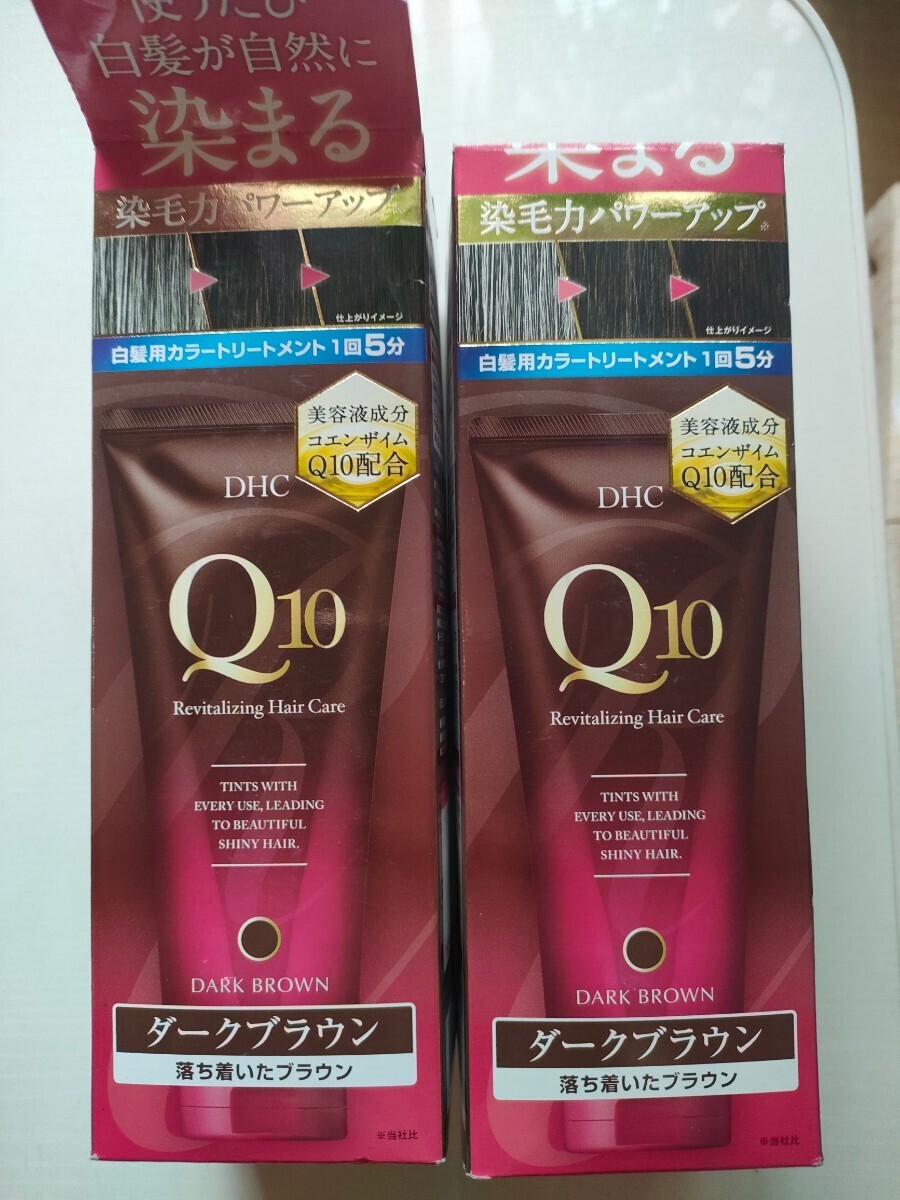 使うたび
白髪が自然に
染まる
染毛力パワーアップ
仕上がりイメージ
白髪用カラートリートメント1回5分
美容液成分
コエンザイム
Q10配合
DHC
Q10
Revitalizing Hair Care
TINTS WITH
EVERY USE, LEADING
TO BEAUTIFUL
SHINY HAIR.
DARK BROWN
ダークブラウン
落ち着いたブラウン
※当社比
染まる
染毛力パワーアップ※
仕上がりイメージ
白髪用カラートリートメント1回5分
美容液成分
コエンザイム
Q10配合
DHC
Q10
Revitalizing Hair Care
TINTS WITH
EVERY USE, LEADING
TO BEAUTIFUL
SHINY HAIR.
DARK BROWN
ダークブラウン
落ち着いたブラウン
※当社比